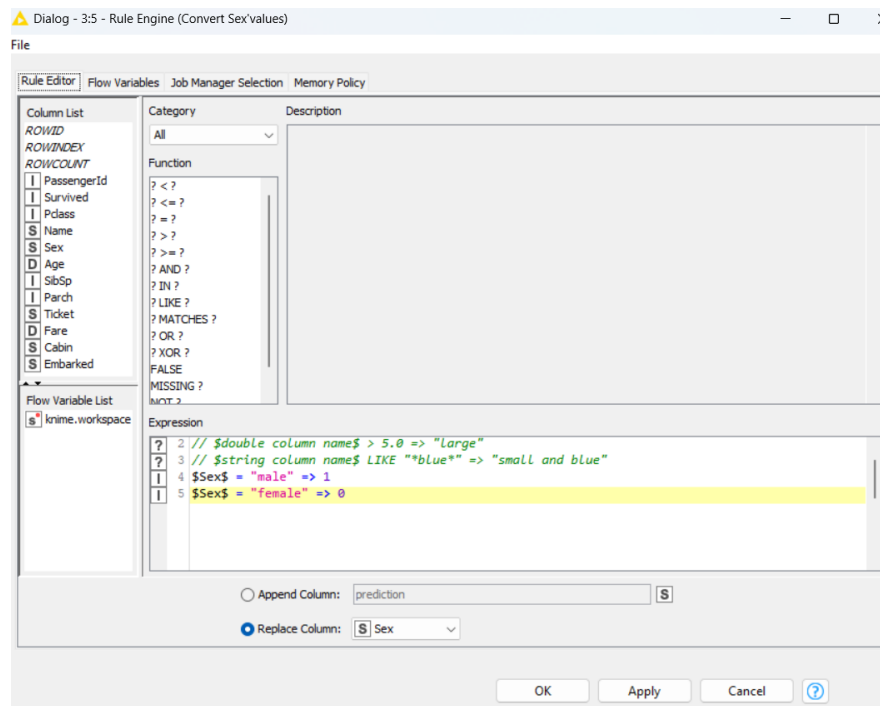 Dialog - 3:5 - Rule Engine (Convert Sex'values)
File
Rule Editor Flow Variables Job Manager Selection Memory Policy
Column List
ROWID
ROWINDEX
ROWCOUNT
I PassengerId
I Survived
I Pclass
S Name
S Sex
D Age
I SibSp
I Parch
S Ticket
D Fare
S Cabin
S Embarked
Flow Variable List
s knime.workspace
Category
All
Function
? < ?
? <= ?
? = ?
? > ?
? >= ?
? AND ?
? IN ?
? LIKE ?
? MATCHES ?
? OR ?
? XOR ?
FALSE
MISSING ?
NOT ?
Description
Expression
? 2 // $double column name$ > 5.0 => "large"
? 3 // $string column name$ LIKE "*blue*" => "small and blue"
I 4 $Sex$ = "male" => 1
I 5 $Sex$ = "female" => 0
Append Column: prediction S
Replace Column: S Sex
OK Apply Cancel ?